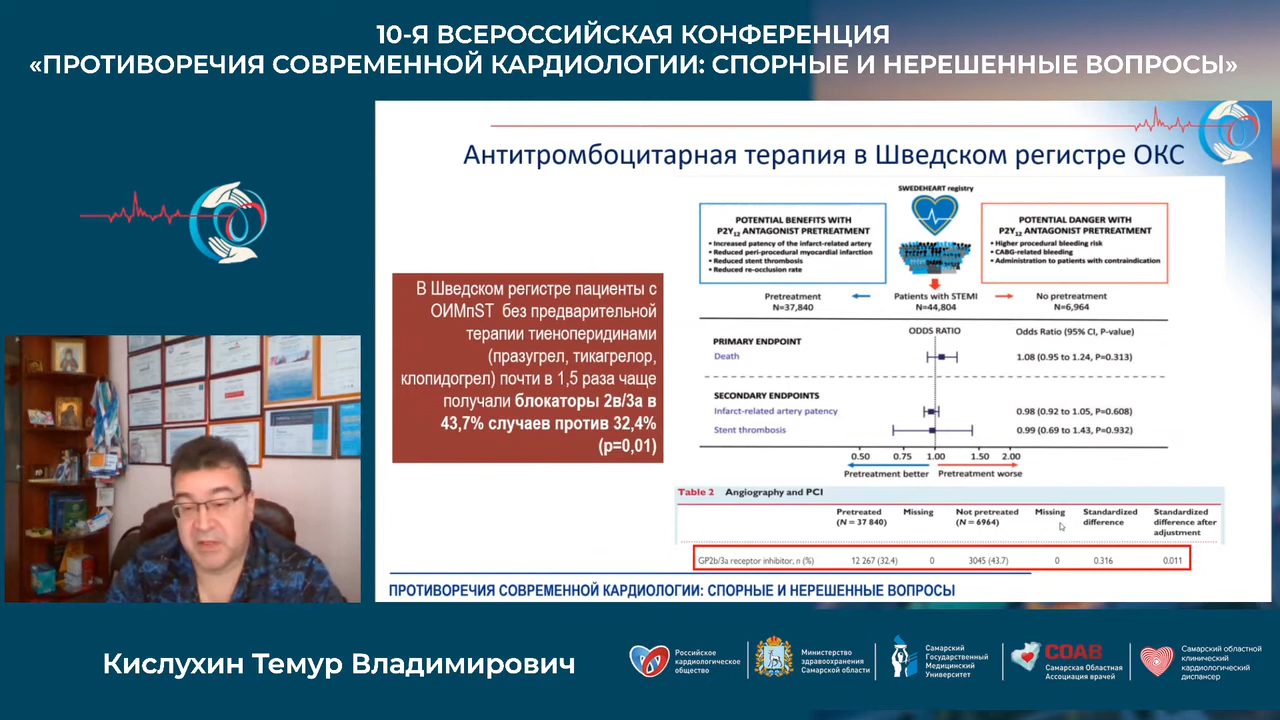 10-Я ВСЕРОССИЙСКАЯ КОНФЕРЕНЦИЯ
«ПРОТИВОРЕЧИЯ СОВРЕМЕННОЙ КАРДИОЛОГИИ: СПОРНЫЕ И НЕРЕШЕННЫЕ ВОПРОСЫ»
Антитромбоцитарная терапия в Шведском регистре ОКС
В Шведском регистре пациенты с
ОИМпST без предварительной
терапии тиеноперидинами
(празугрел, тикагрелор,
клопидогрел) почти в 1,5 раза чаще
получали блокаторы 2в/3а в
43,7% случаев против 32,4%
(р=0,01)
SWEDEHEART registry
POTENTIAL BENEFITS WITH
P2Y12 ANTAGONIST PRETREATMENT
• Increased patency of the infarct-related artery
• Reduced peri-procedural myocardial infarction
• Reduced stent thrombosis
• Reduced re-occlusion rate
POTENTIAL DANGER WITH
P2Y12 ANTAGONIST PRETREATMENT
• Higher procedural bleeding risk
• CABG-related bleeding
• Administration to patients with contraindication
Pretreatment
N=37,840
Patients with STEMI
N=44,804
No pretreatment
N=6,964
ODDS RATIO
Odds Ratio (95% CI, P-value)
PRIMARY ENDPOINT
Death
1.08 (0.95 to 1.24, P=0.313)
SECONDARY ENDPOINTS
Infarct-related artery patency
0.98 (0.92 to 1.05, P=0.608)
Stent thrombosis
0.99 (0.69 to 1.43, P=0.932)
0.50 0.75 1.00 1.50 2.00
Pretreatment better Pretreatment worse
Table 2 Angiography and PCI
Pretreated
(N = 37 840)
Missing
Not pretreated
(N = 6964)
Missing
Standardized
difference
Standardized
difference after
adjustment
GP2b/3a receptor inhibitor, n (%) 12 267 (32.4) 0 3045 (43.7) 0 0.316 0.011
ПРОТИВОРЕЧИЯ СОВРЕМЕННОЙ КАРДИОЛОГИИ: СПОРНЫЕ И НЕРЕШЕННЫЕ ВОПРОСЫ
Кислухин Темур Владимирович
Российское
кардиологическое
общество
Министерство
здравоохранения
Самарской области
Самарский
Государственный
Медицинский
Университет
СОАВ
Самарская Областная
Ассоциация врачей
Самарский областной
клинический
кардиологический
диспансер